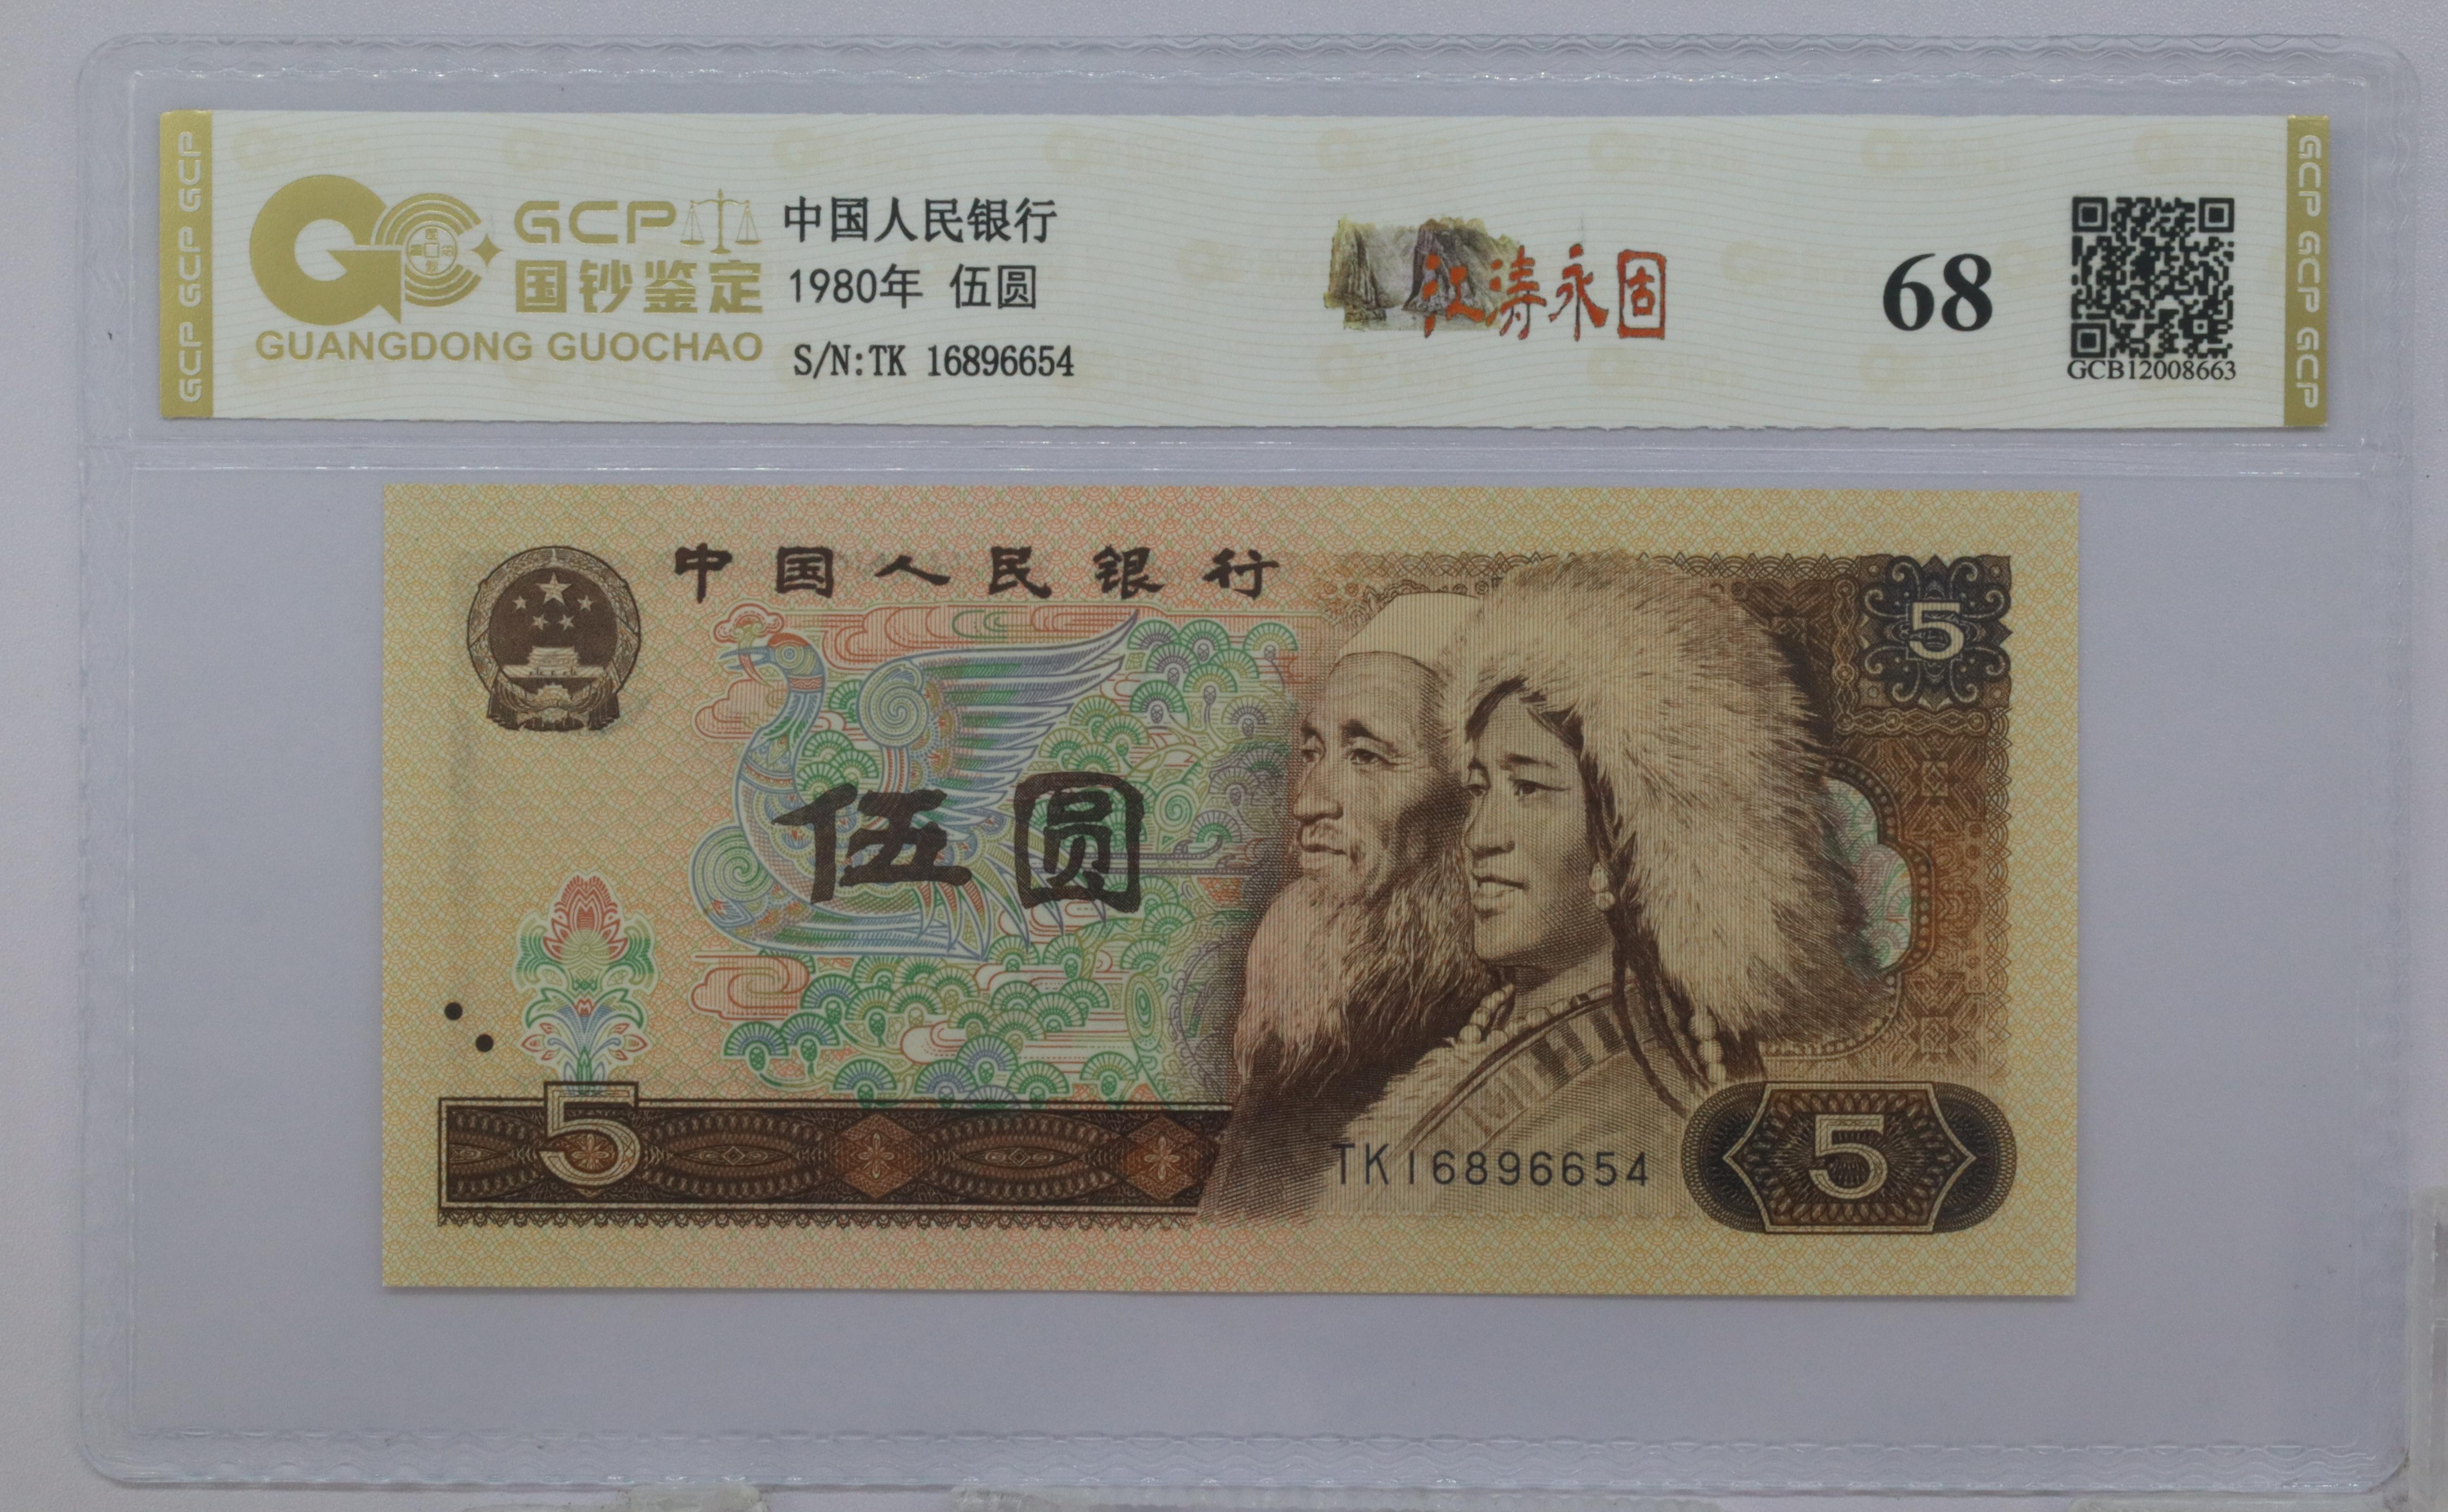 GCP GCP GCP
GCP
国钞鉴定
GUANGDONG GUOCHAO
中国人民银行
1980年 伍圆
S/N:TK 16896654
江涛永固
68
GCB12008663
GCP GCP GCP
中国人民银行
5
伍圆
5
TK16896654
5